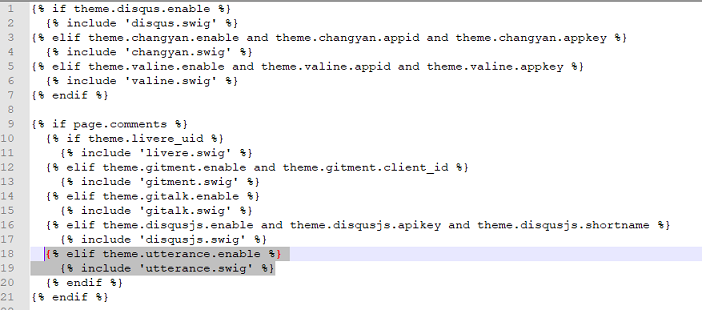 1 {% if theme.disqus.enable %}
2   {% include 'disqus.swig' %}
3 {% elif theme.changyan.enable and theme.changyan.appid and theme.changyan.appkey %}
4   {% include 'changyan.swig' %}
5 {% elif theme.valine.enable and theme.valine.appid and theme.valine.appkey %}
6   {% include 'valine.swig' %}
7 {% endif %}
8
9 {% if page.comments %}
10   {% if theme.livere_uid %}
11     {% include 'livere.swig' %}
12   {% elif theme.gitment.enable and theme.gitment.client_id %}
13     {% include 'gitment.swig' %}
14   {% elif theme.gitalk.enable %}
15     {% include 'gitalk.swig' %}
16   {% elif theme.disqusjs.enable and theme.disqusjs.apikey and theme.disqusjs.shortname %}
17     {% include 'disqusjs.swig' %}
18   {% elif theme.utterance.enable %}
19     {% include 'utterance.swig' %}
20   {% endif %}
21 {% endif %}